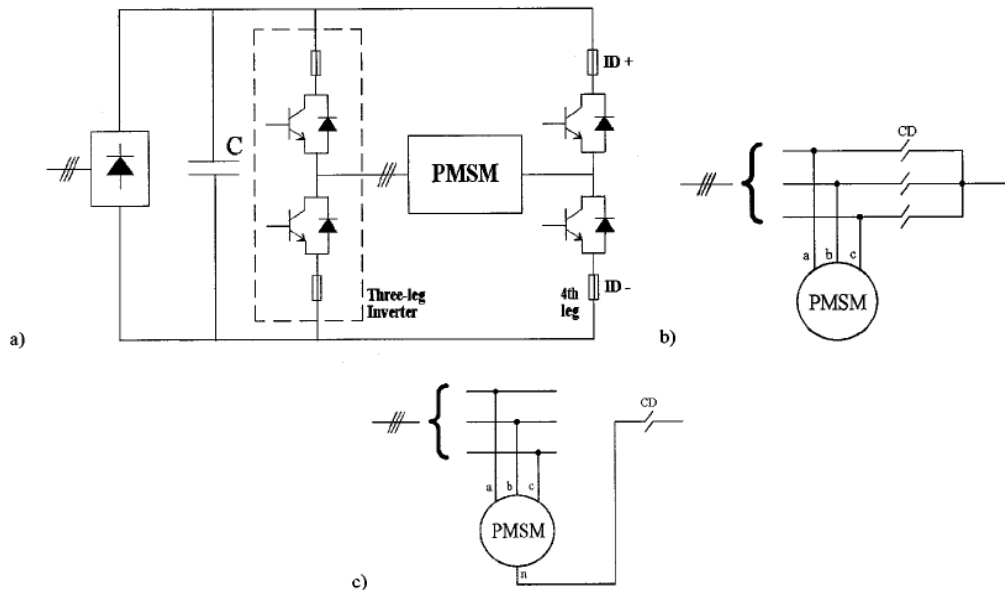 C
ID +
PMSM
Three-leg
Inverter
4th
leg
ID -
a)
CD
a b c
PMSM
b)
CD
a b c
PMSM
n
c)